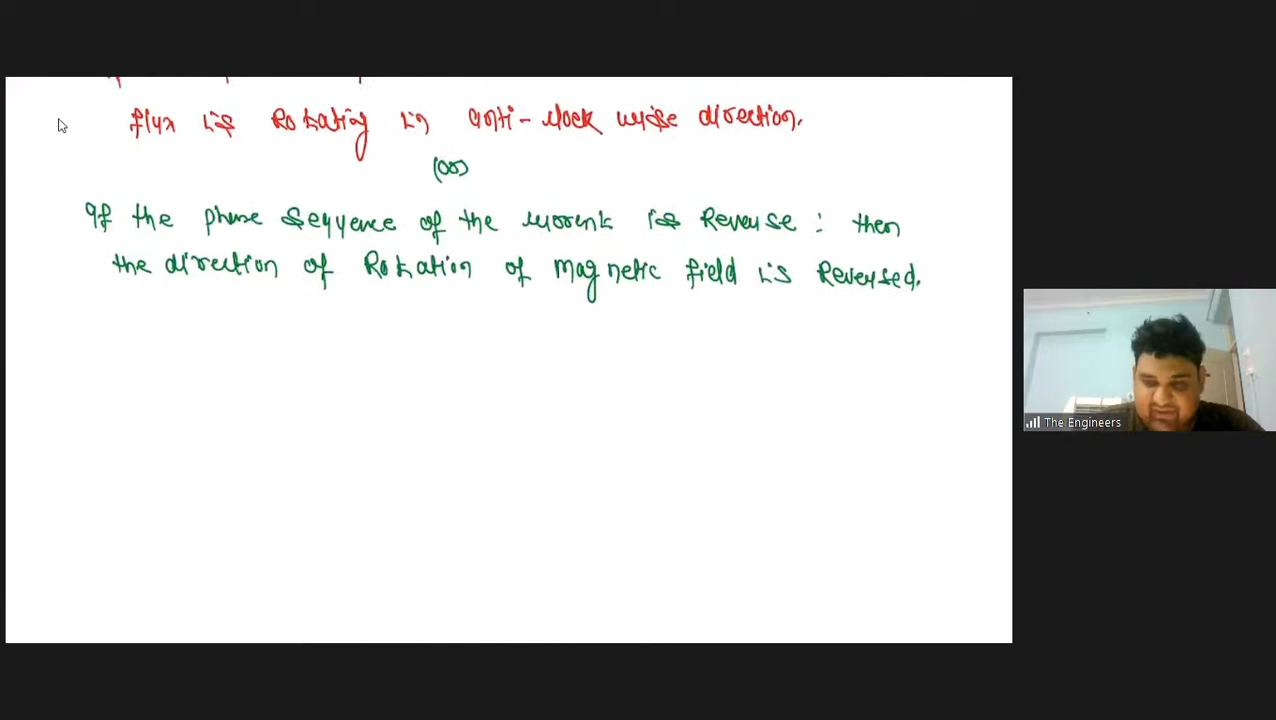 flux is Rotating in anti-clock wise direction.
(or)
If the phase sequence of the current is Reverse : then
the direction of Rotation of magnetic field is Reversed.
The Engineers